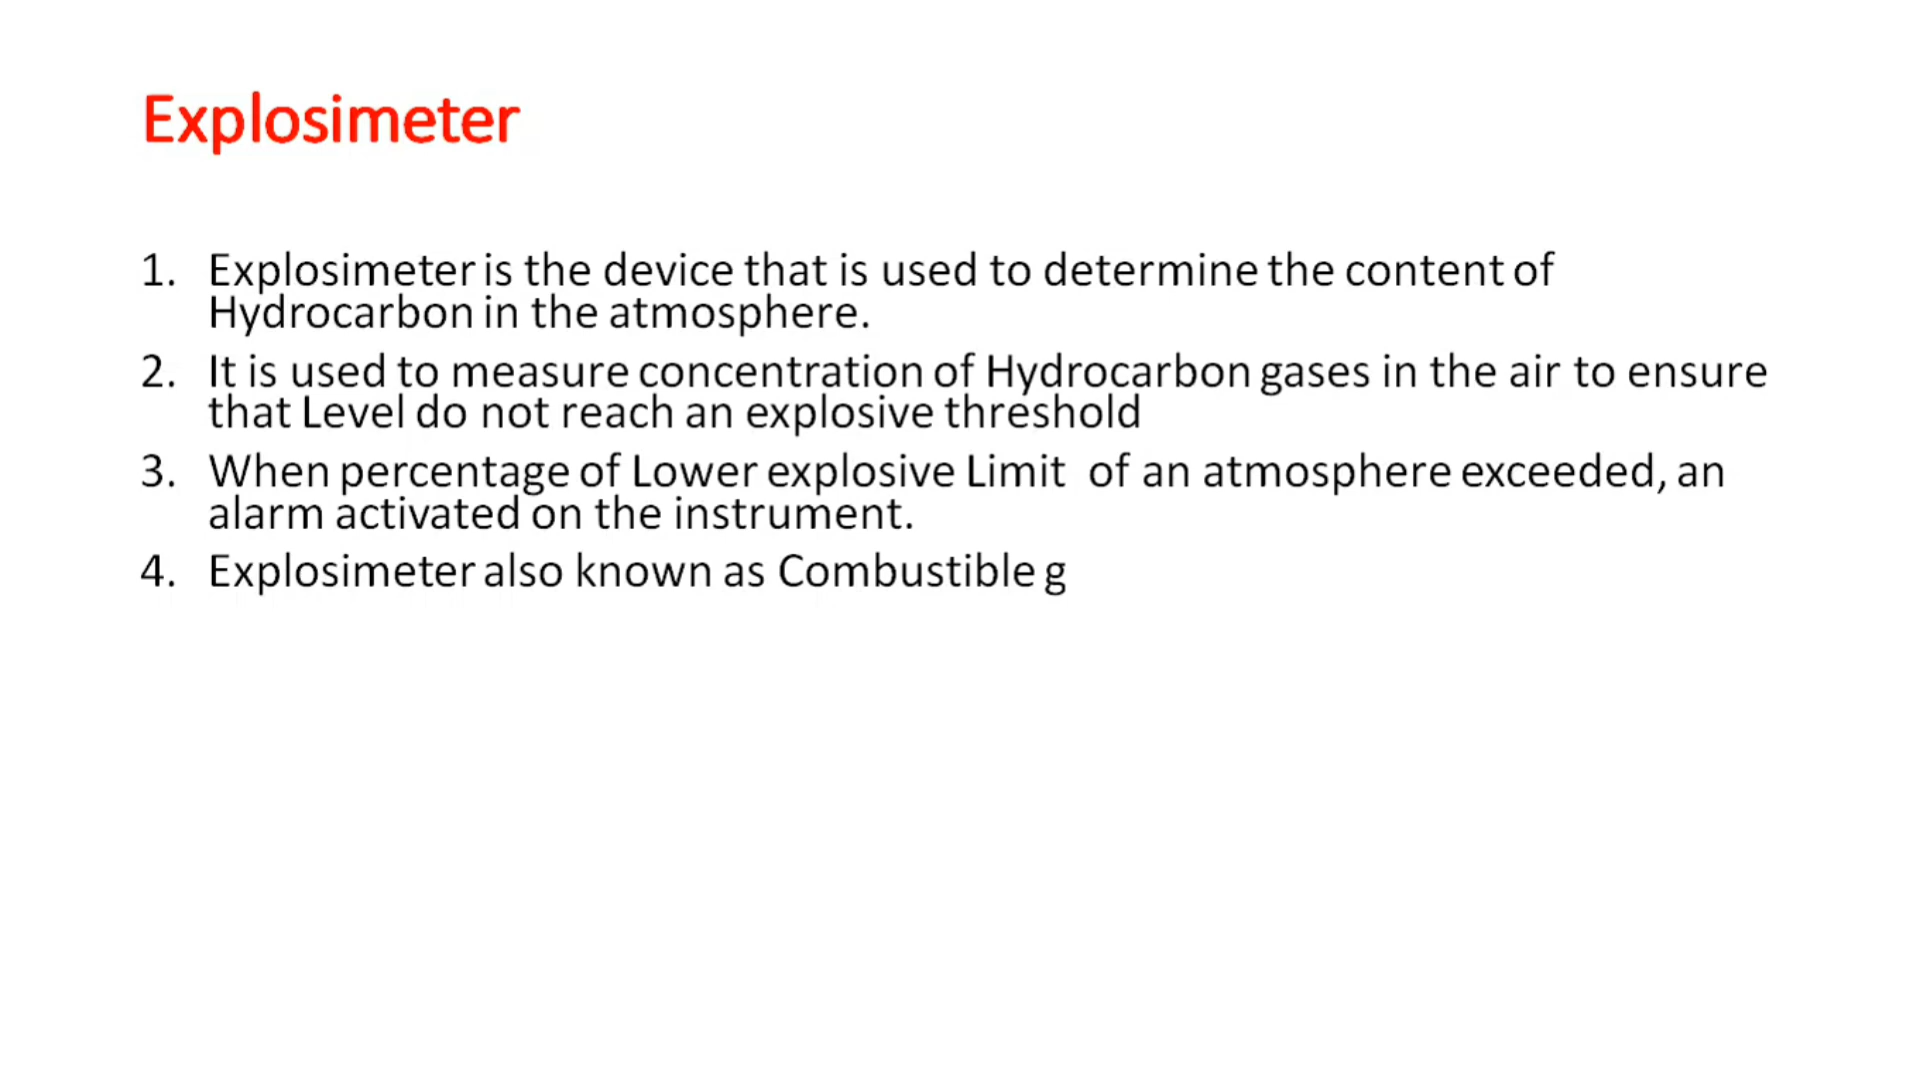 Explosimeter
1. Explosimeter is the device that is used to determine the content of
Hydrocarbon in the atmosphere.
2. It is used to measure concentration of Hydrocarbon gases in the air to ensure
that Level do not reach an explosive threshold
3. When percentage of Lower explosive Limit of an atmosphere exceeded, an
alarm activated on the instrument.
4. Explosimeter also known as Combustible g